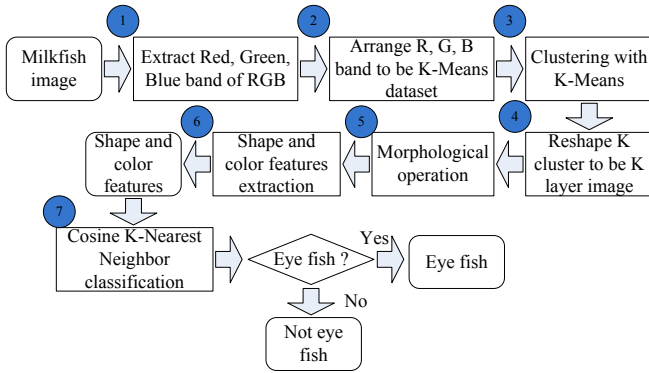 1
2
3
Milkfish
image
Extract Red, Green,
Blue band of RGB
Arrange R, G, B
band to be K-Means
dataset
Clustering with
K-Means
4
Reshape K
cluster to be K
layer image
5
Morphological
operation
6
Shape and
color features
extraction
Shape and
color
features
7
Cosine K-Nearest
Neighbor
classification
Eye fish ?
Yes
Eye fish
No
Not eye
fish